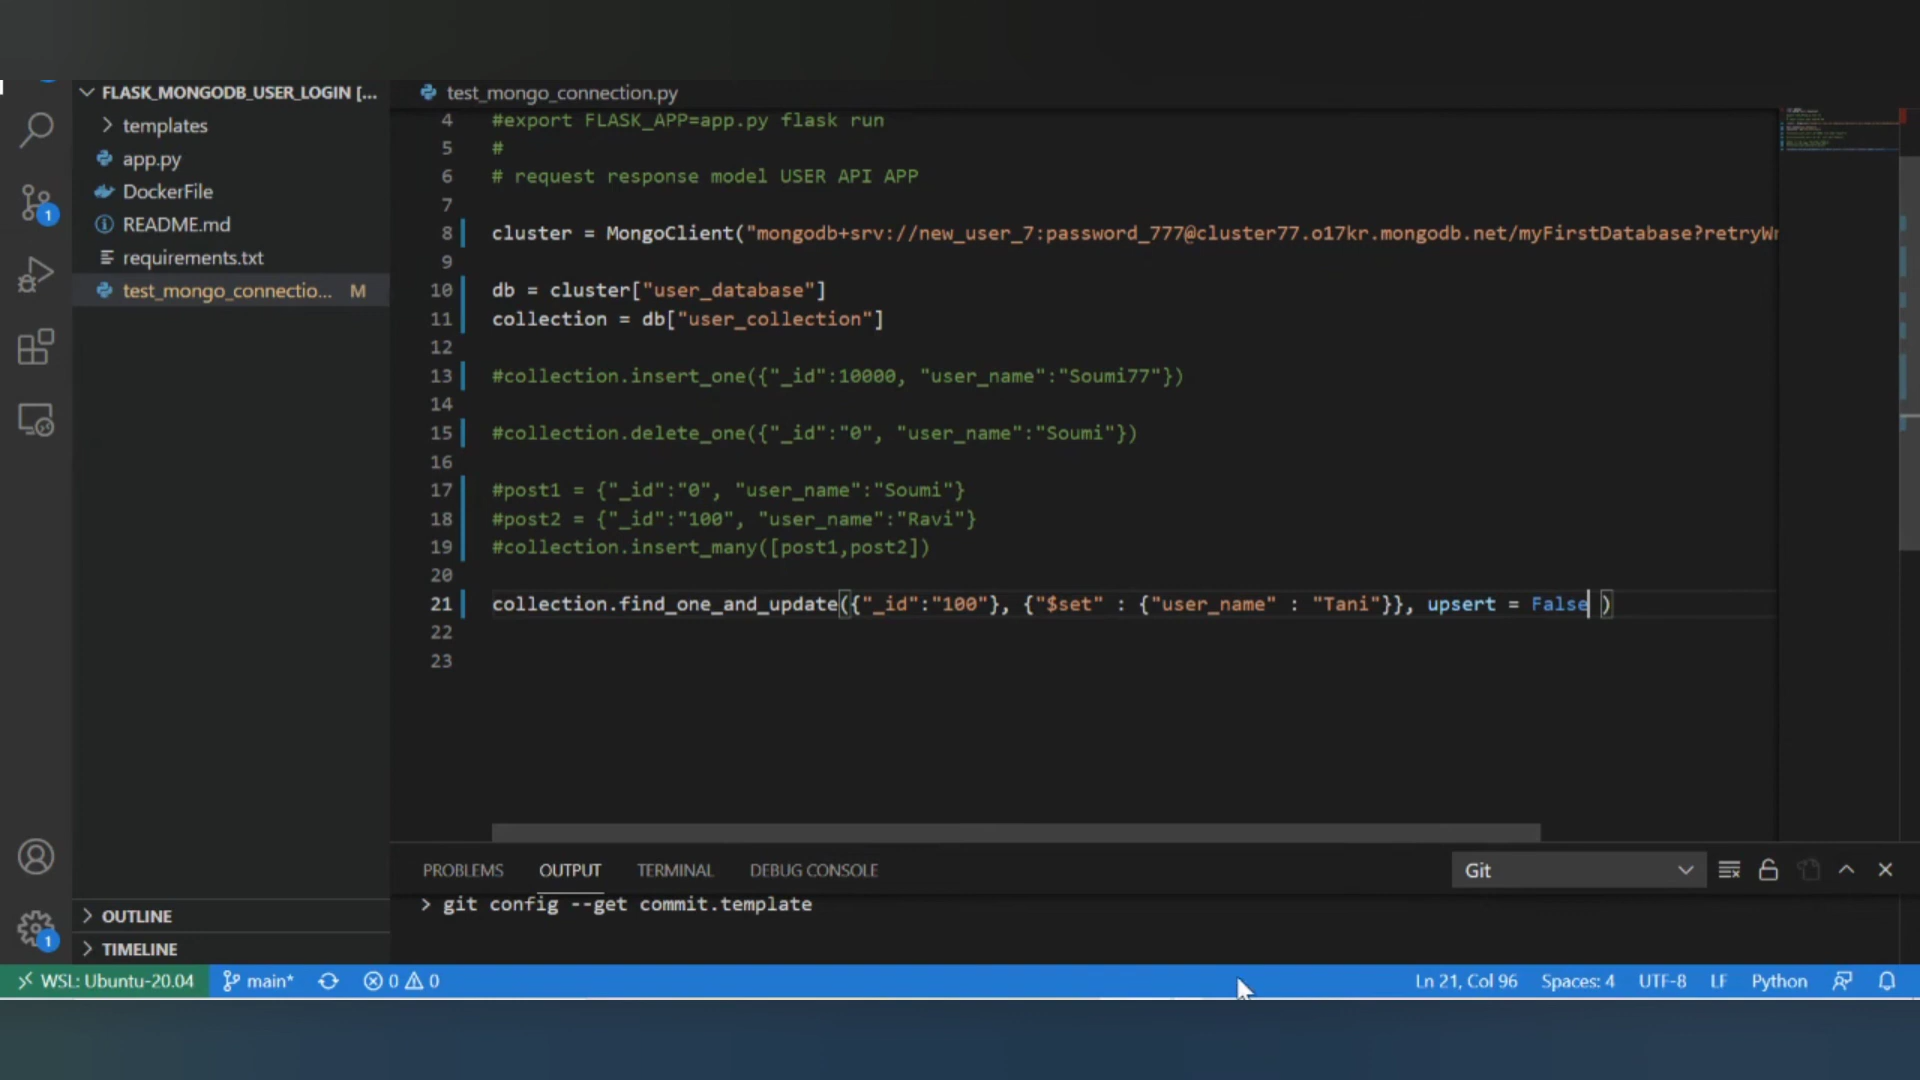 FLASK_MONGODB_USER_LOGIN [...
templates
app.py
DockerFile
README.md
requirements.txt
test_mongo_connectio... M
1
test_mongo_connection.py
4 #export FLASK_APP=app.py flask run
5 #
6 # request response model USER API APP
7
8 cluster = MongoClient("mongodb+srv://new_user_7:password_777@cluster77.o17kr.mongodb.net/myFirstDatabase?retryWr
9
10 db = cluster["user_database"]
11 collection = db["user_collection"]
12
13 #collection.insert_one({"_id":10000, "user_name":"Soumi77"})
14
15 #collection.delete_one({"_id":"0", "user_name":"Soumi"})
16
17 #post1 = {"_id":"0", "user_name":"Soumi"}
18 #post2 = {"_id":"100", "user_name":"Ravi"}
19 #collection.insert_many([post1,post2])
20
21 collection.find_one_and_update({"_id":"100"}, {"$set" : {"user_name" : "Tani"}}, upsert = False )
22
23
PROBLEMS OUTPUT TERMINAL DEBUG CONSOLE Git
> git config --get commit.template
OUTLINE
TIMELINE
1
WSL: Ubuntu-20.04 main* 0 0 Ln 21, Col 96 Spaces: 4 UTF-8 LF Python